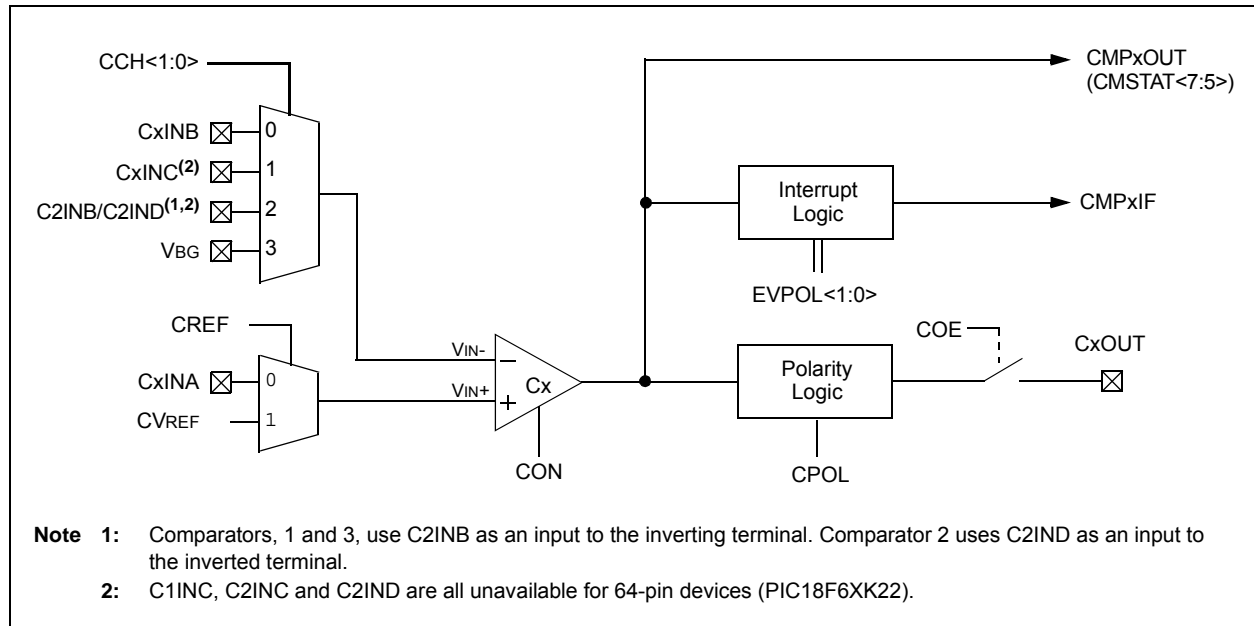 CCH<1:0>
CMPxOUT
(CMSTAT<7:5>)
CxINB
0
CxINC(2)
1
C2INB/C2IND(1,2)
2
VBG
3
Interrupt
Logic
CMPxIF
EVPOL<1:0>
CREF
COE
CxOUT
CxINA
0
CVREF
1
VIN-
–
VIN+
+
Cx
Polarity
Logic
CON
CPOL
Note 1: Comparators, 1 and 3, use C2INB as an input to the inverting terminal. Comparator 2 uses C2IND as an input to
the inverted terminal.
2: C1INC, C2INC and C2IND are all unavailable for 64-pin devices (PIC18F6XK22).